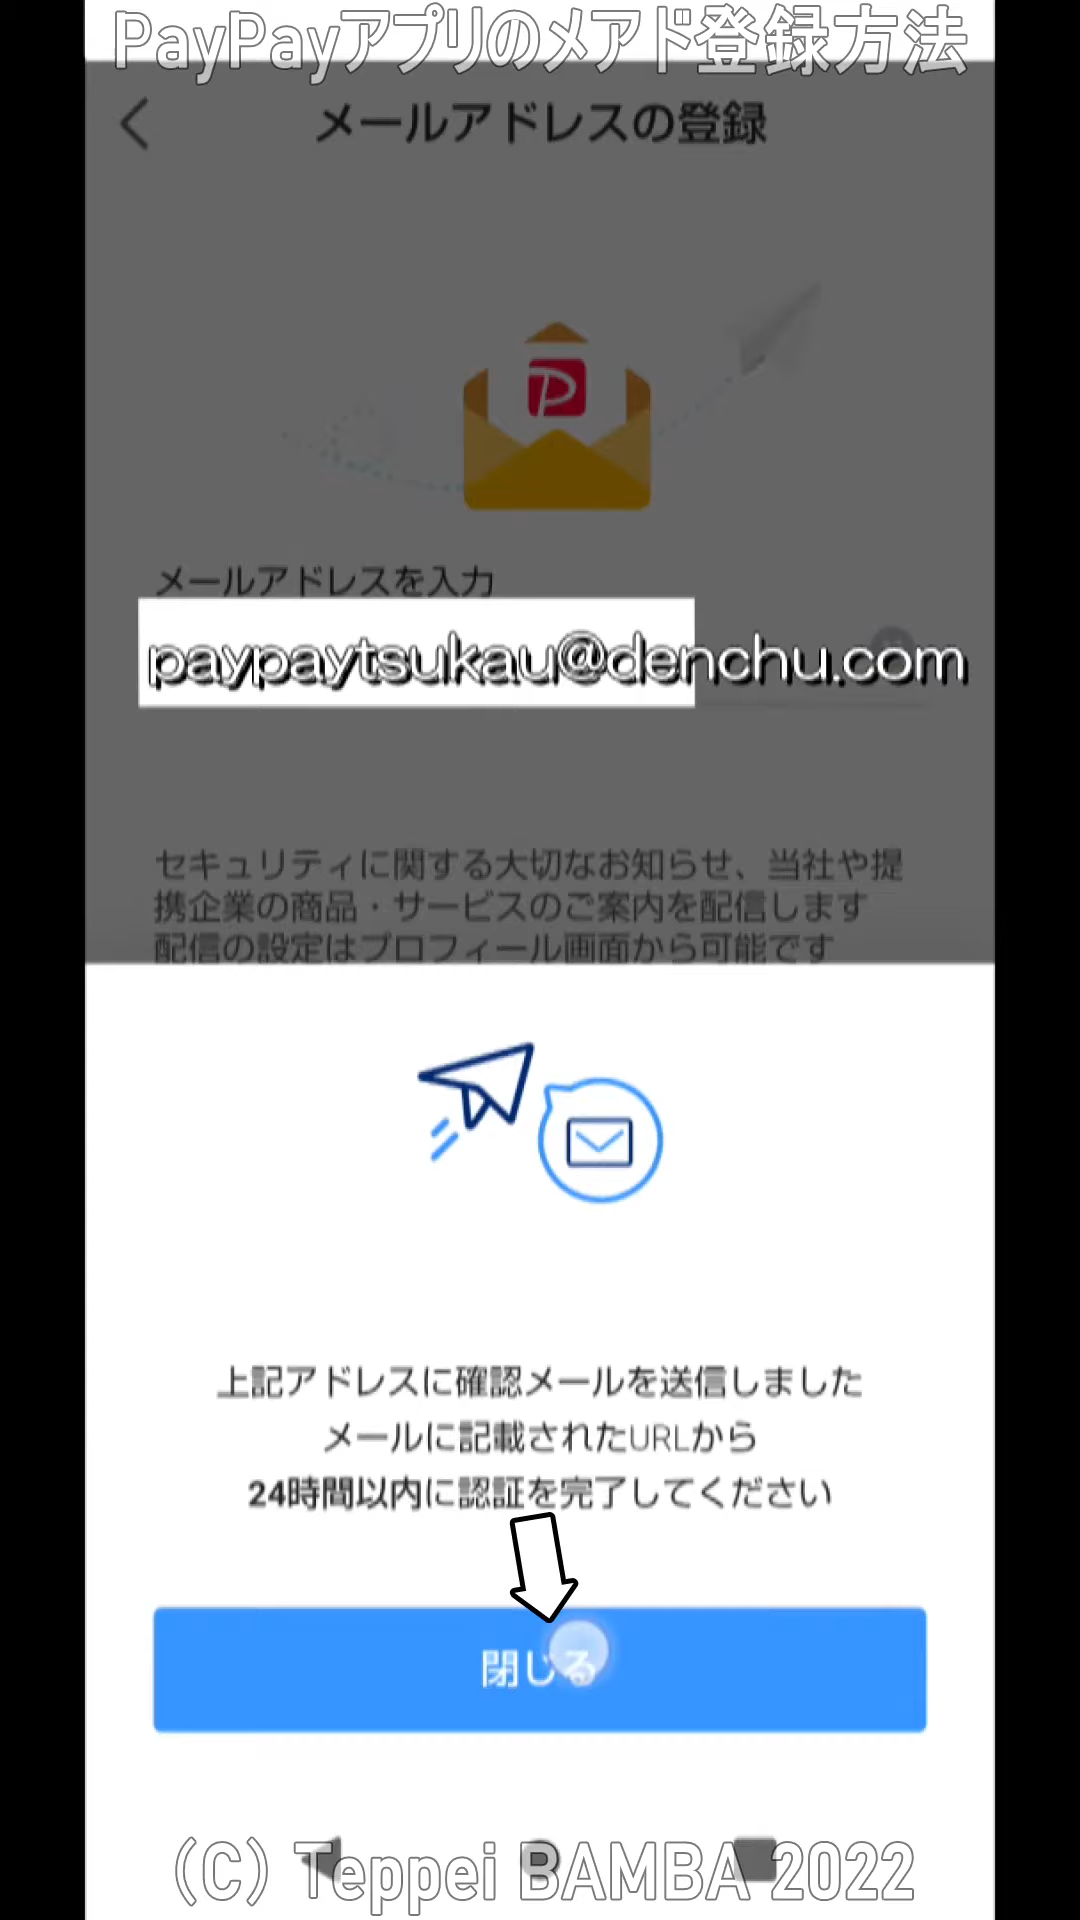 PayPayアプリのメアド登録方法
メールアドレスの登録
メールアドレスを入力
paypaytsukau@denchu.com
セキュリティに関する大切なお知らせ、当社や提
携企業の商品・サービスのご案内を配信します
配信の設定はプロフィール画面から可能です
上記アドレスに確認メールを送信しました
メールに記載されたURLから
24時間以内に認証を完了してください
閉じる
(C) Teppei BAMBA 2022